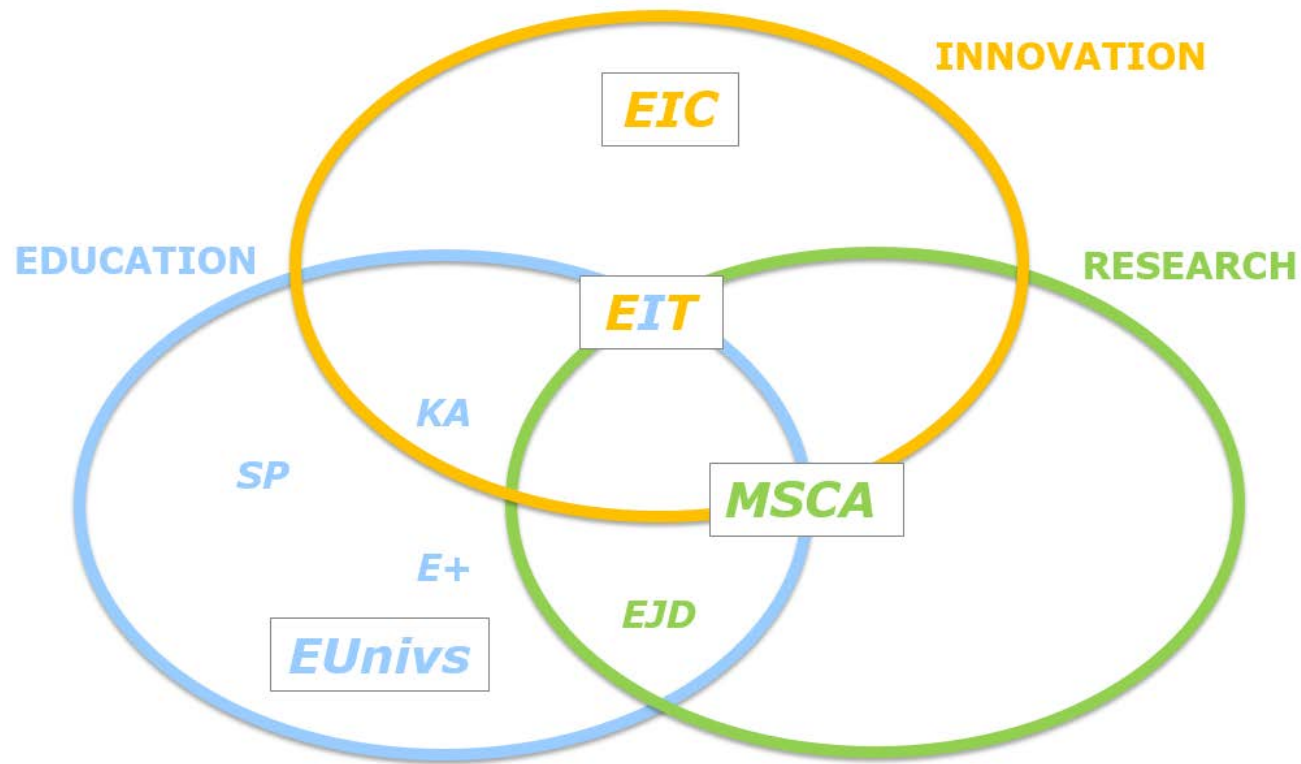 INNOVATION
EIC
EDUCATION
RESEARCH
EIT
KA
SP
MSCA
E+
EJD
EUnivs